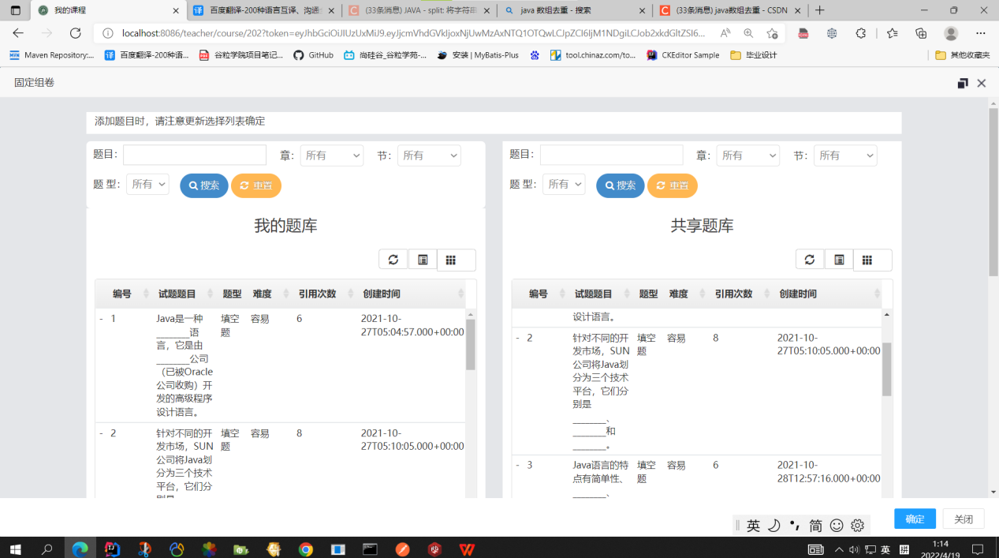 我的课程
百度翻译-200种语言互译、沟通全
(33条消息) JAVA - split: 将字符串
java 数组去重 - 搜索
(33条消息) java数组去重 - CSDN
localhost:8086/teacher/course/202?token=eyJhbGciOiJIUzUxMiJ9.eyJjcmVhdGVkIjoxNjUwMzAxNTQ1OTQwLCJpZCI6IjM1NDgiLCJob2xkdGltZSI6...
Maven Repository:...
百度翻译-200种语...
谷粒学院项目笔记...
GitHub
尚硅谷_谷粒学苑-...
安装 | MyBatis-Plus
tool.chinaz.com/to...
CKEditor Sample
毕业设计
其他收藏夹
固定组卷
添加题目时，请注意更新选择列表确定
题目：
章： 所有
节： 所有
题 型： 所有 搜索 重置
我的题库
编号 试题题目 题型 难度 引用次数 创建时间
- 1 Java是一种 填空 容易 6 2021-10-
________语 题 27T05:04:57.000+00:00
言，它是由
________公司
（已被Oracle
公司收购）开
发的高级程序
设计语言。
- 2 针对不同的开 填空 容易 8 2021-10-
发市场，SUN 题 27T05:10:05.000+00:00
公司将Java划
分为三个技术
平台，它们分
别是
题目：
章： 所有
节： 所有
题 型： 所有 搜索 重置
共享题库
编号 试题题目 题型 难度 引用次数 创建时间
设计语言。
- 2 针对不同的开 填空 容易 8 2021-10-
发市场，SUN 题 27T05:10:05.000+00:00
公司将Java划
分为三个技术
平台，它们分
别是
________、
________和
________。
- 3 Java语言的特 填空 容易 6 2021-10-
点有简单性、 题 28T12:57:16.000+00:00
________、
确定 关闭
英 简
英 拼
1:14
2022/4/19